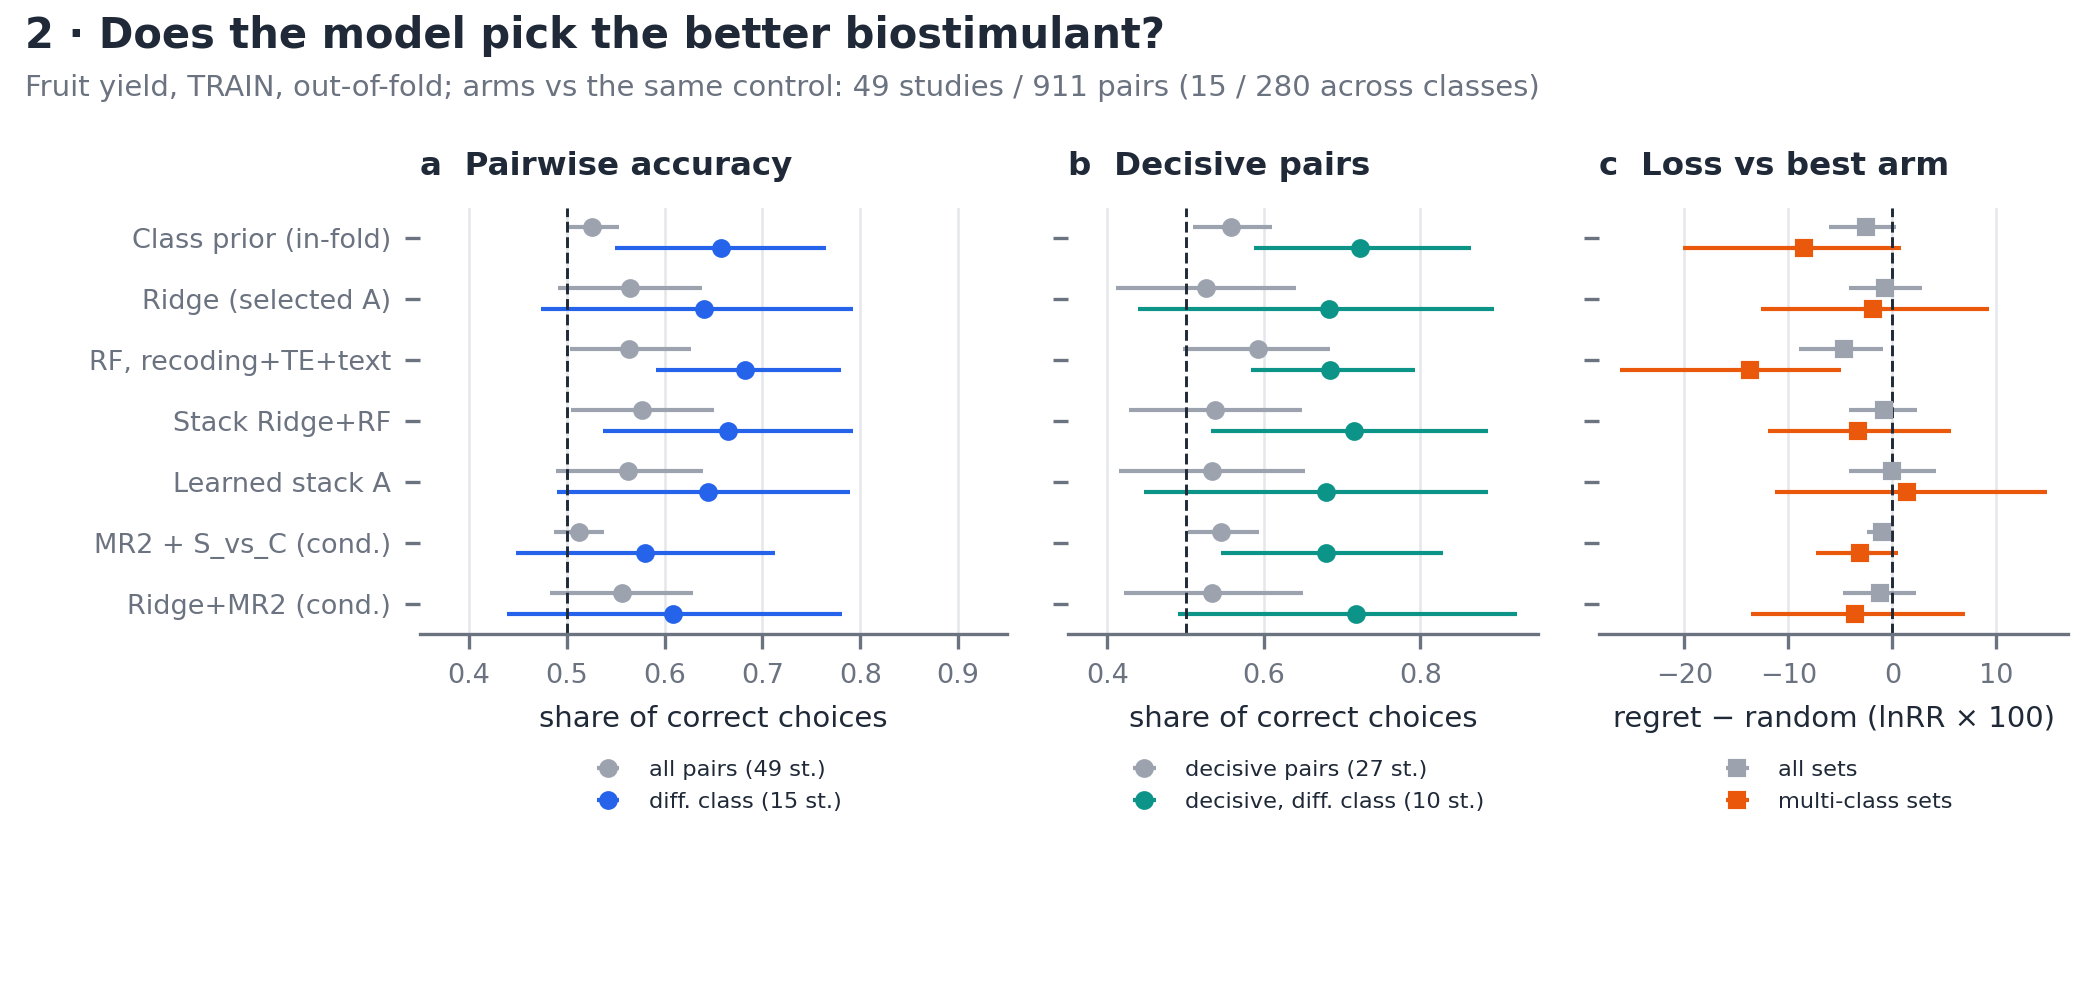 2 · Does the model pick the better biostimulant?
Fruit yield, TRAIN, out-of-fold; arms vs the same control: 49 studies / 911 pairs (15 / 280 across classes)
a Pairwise accuracy
b Decisive pairs
c Loss vs best arm
Class prior (in-fold)
Ridge (selected A)
RF, recoding+TE+text
Stack Ridge+RF
Learned stack A
MR2 + S_vs_C (cond.)
Ridge+MR2 (cond.)
0.4 0.5 0.6 0.7 0.8 0.9
0.4 0.6 0.8
−20 −10 0 10
share of correct choices
share of correct choices
regret − random (lnRR × 100)
all pairs (49 st.)
diff. class (15 st.)
decisive pairs (27 st.)
decisive, diff. class (10 st.)
all sets
multi-class sets